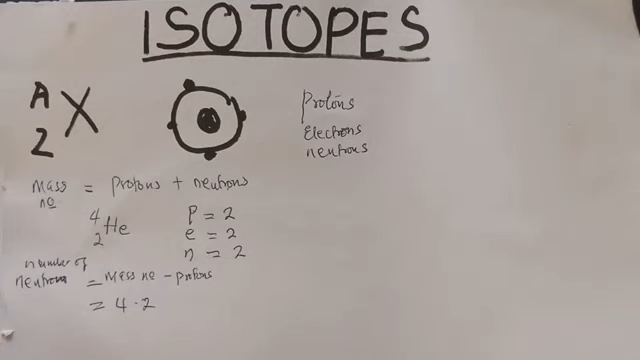 ISOTOPES
A
X
2
Protons
Electrons
neutrons
mass no = protons + neutrons
4
2 He
p = 2
e = 2
n = 2
number of neutrons = mass no - protons
= 4 - 2